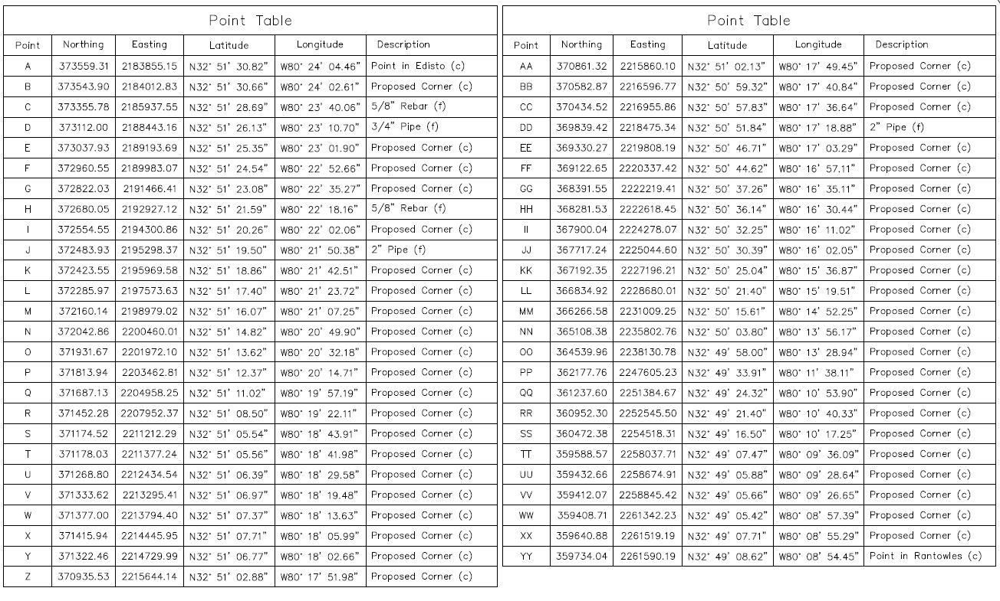 Point Table
Point Northing Easting Latitude Longitude Description
A 373559.31 2183855.15 N32° 51' 30.82" W80° 24' 04.46" Point in Edisto (c)
B 373543.90 2184012.83 N32° 51' 30.66" W80° 24' 02.61" Proposed Corner (c)
C 373355.78 2185937.55 N32° 51' 28.69" W80° 23' 40.06" 5/8" Rebar (f)
D 373112.00 2188443.16 N32° 51' 26.13" W80° 23' 10.70" 3/4" Pipe (f)
E 373037.93 2189193.69 N32° 51' 25.35" W80° 23' 01.90" Proposed Corner (c)
F 372960.55 2189983.07 N32° 51' 24.54" W80° 22' 52.66" Proposed Corner (c)
G 372822.03 2191466.41 N32° 51' 23.08" W80° 22' 35.27" Proposed Corner (c)
H 372680.05 2192927.12 N32° 51' 21.59" W80° 22' 18.16" 5/8" Rebar (f)
I 372554.55 2194300.86 N32° 51' 20.26" W80° 22' 02.06" Proposed Corner (c)
J 372483.93 2195298.37 N32° 51' 19.50" W80° 21' 50.38" 2" Pipe (f)
K 372423.55 2195969.58 N32° 51' 18.86" W80° 21' 42.51" Proposed Corner (c)
L 372285.97 2197573.63 N32° 51' 17.40" W80° 21' 23.72" Proposed Corner (c)
M 372160.14 2198979.02 N32° 51' 16.07" W80° 21' 07.25" Proposed Corner (c)
N 372042.86 2200460.01 N32° 51' 14.82" W80° 20' 49.90" Proposed Corner (c)
O 371931.67 2201972.10 N32° 51' 13.62" W80° 20' 32.18" Proposed Corner (c)
P 371813.94 2203462.81 N32° 51' 12.37" W80° 20' 14.71" Proposed Corner (c)
Q 371687.13 2204958.25 N32° 51' 11.02" W80° 19' 57.19" Proposed Corner (c)
R 371452.28 2207952.37 N32° 51' 08.50" W80° 19' 22.11" Proposed Corner (c)
S 371174.52 2211212.29 N32° 51' 05.54" W80° 18' 43.91" Proposed Corner (c)
T 371178.03 2211377.24 N32° 51' 05.56" W80° 18' 41.98" Proposed Corner (c)
U 371268.80 2212434.54 N32° 51' 06.39" W80° 18' 29.58" Proposed Corner (c)
V 371333.62 2213295.41 N32° 51' 06.97" W80° 18' 19.48" Proposed Corner (c)
W 371377.00 2213794.40 N32° 51' 07.37" W80° 18' 13.63" Proposed Corner (c)
X 371415.94 2214445.95 N32° 51' 07.71" W80° 18' 05.99" Proposed Corner (c)
Y 371322.46 2214729.99 N32° 51' 06.77" W80° 18' 02.66" Proposed Corner (c)
Z 370935.53 2215644.14 N32° 51' 02.88" W80° 17' 51.98" Proposed Corner (c)
Point Table
Point Northing Easting Latitude Longitude Description
AA 370861.32 2215860.10 N32° 51' 02.13" W80° 17' 49.45" Proposed Corner (c)
BB 370582.87 2216596.77 N32° 50' 59.32" W80° 17' 40.84" Proposed Corner (c)
CC 370434.52 2216955.86 N32° 50' 57.83" W80° 17' 36.64" Proposed Corner (c)
DD 369839.42 2218475.34 N32° 50' 51.84" W80° 17' 18.88" 2" Pipe (f)
EE 369330.27 2219808.19 N32° 50' 46.71" W80° 17' 03.29" Proposed Corner (c)
FF 369122.65 2220337.42 N32° 50' 44.62" W80° 16' 57.11" Proposed Corner (c)
GG 368391.55 2222219.41 N32° 50' 37.26" W80° 16' 35.11" Proposed Corner (c)
HH 368281.53 2222618.45 N32° 50' 36.14" W80° 16' 30.44" Proposed Corner (c)
II 367900.04 2224278.07 N32° 50' 32.25" W80° 16' 11.02" Proposed Corner (c)
JJ 367717.24 2225044.60 N32° 50' 30.39" W80° 16' 02.05" Proposed Corner (c)
KK 367192.35 2227196.21 N32° 50' 25.04" W80° 15' 36.87" Proposed Corner (c)
LL 366834.92 2228680.01 N32° 50' 21.40" W80° 15' 19.51" Proposed Corner (c)
MM 366266.58 2231009.25 N32° 50' 15.61" W80° 14' 52.25" Proposed Corner (c)
NN 365108.38 2235802.76 N32° 50' 03.80" W80° 13' 56.17" Proposed Corner (c)
OO 364539.96 2238130.78 N32° 49' 58.00" W80° 13' 28.94" Proposed Corner (c)
PP 362177.76 2247605.23 N32° 49' 33.91" W80° 11' 38.11" Proposed Corner (c)
QQ 361237.60 2251384.67 N32° 49' 24.32" W80° 10' 53.90" Proposed Corner (c)
RR 360952.30 2252545.50 N32° 49' 21.40" W80° 10' 40.33" Proposed Corner (c)
SS 360472.38 2254518.31 N32° 49' 16.50" W80° 10' 17.25" Proposed Corner (c)
TT 359588.57 2258037.71 N32° 49' 07.47" W80° 09' 36.09" Proposed Corner (c)
UU 359432.66 2258674.91 N32° 49' 05.88" W80° 09' 28.64" Proposed Corner (c)
VV 359412.07 2258845.42 N32° 49' 05.66" W80° 09' 26.65" Proposed Corner (c)
WW 359408.71 2261342.23 N32° 49' 05.42" W80° 08' 57.39" Proposed Corner (c)
XX 359640.88 2261519.19 N32° 49' 07.71" W80° 08' 55.29" Proposed Corner (c)
YY 359734.04 2261590.19 N32° 49' 08.62" W80° 08' 54.45" Point in Rantowles (c)